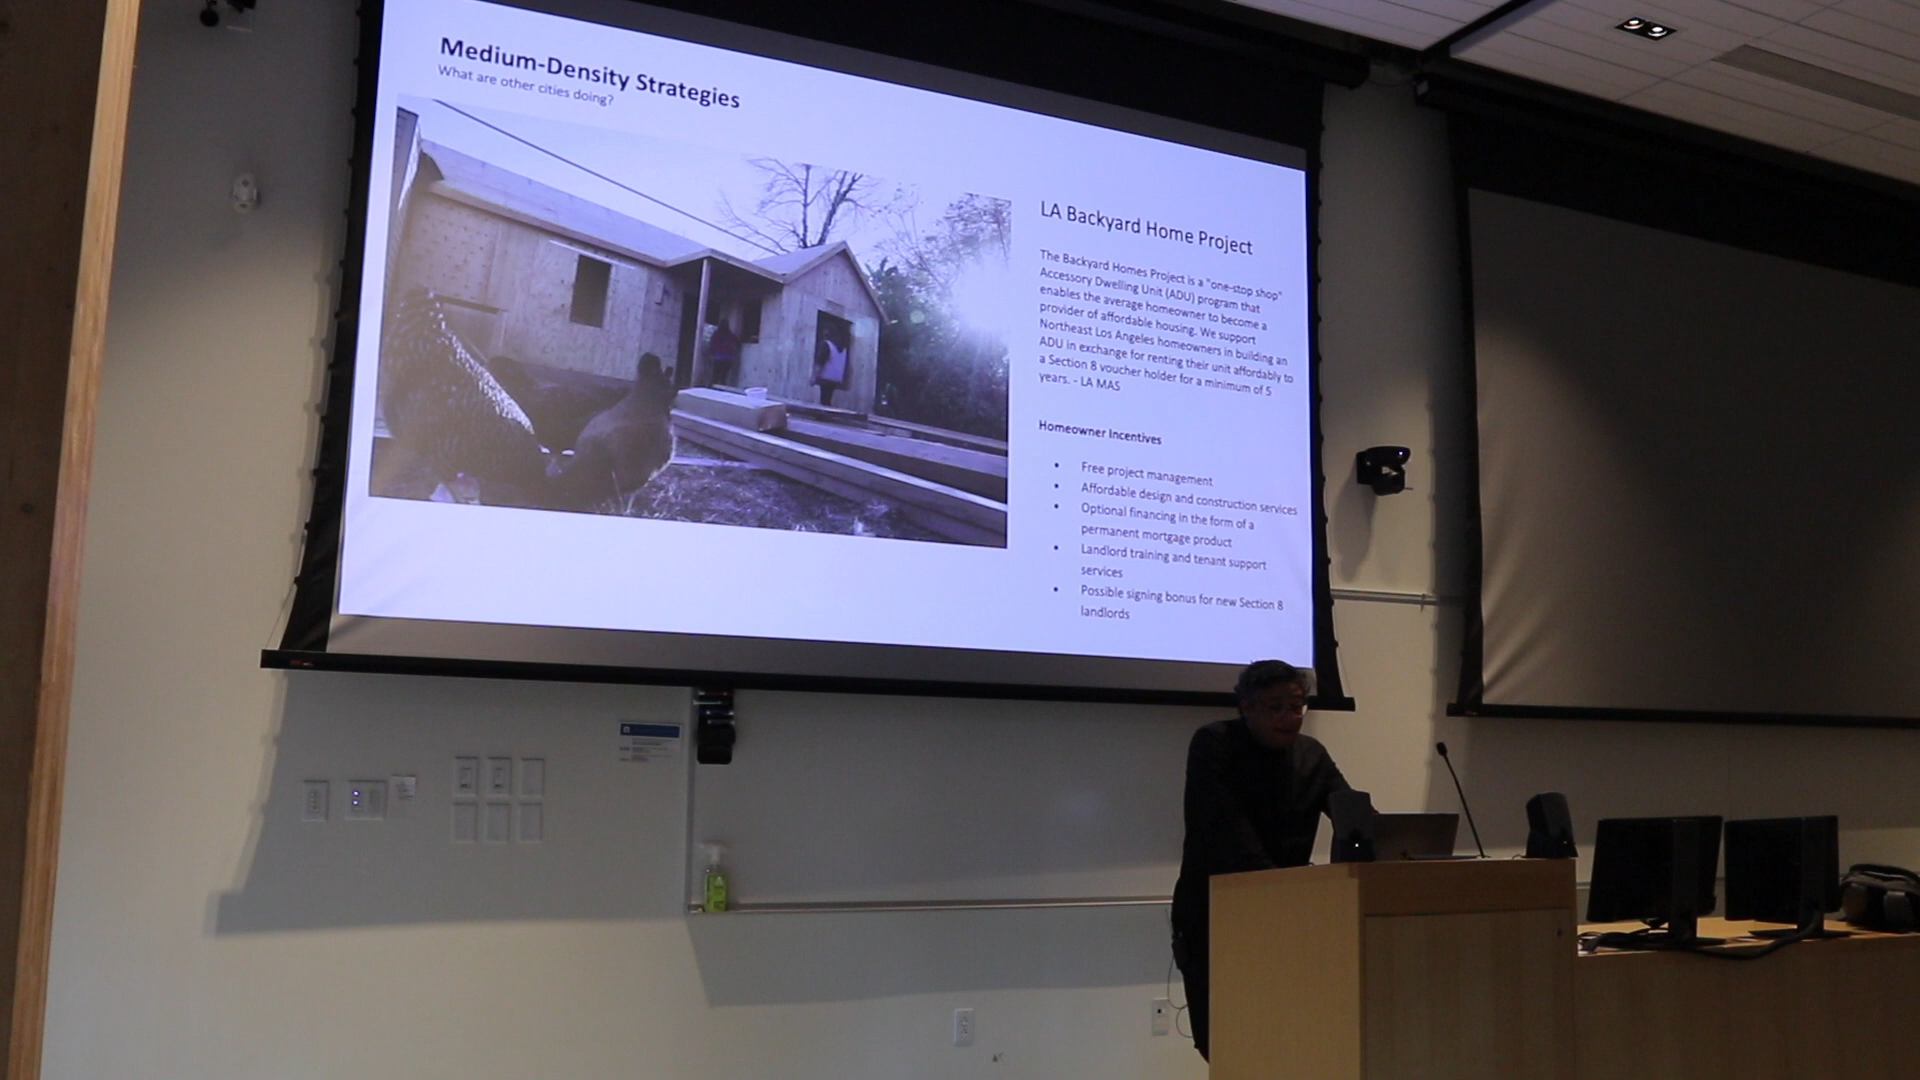 Medium-Density Strategies
What are other cities doing?
LA Backyard Home Project
The Backyard Homes Project is a "one-stop shop"
Accessory Dwelling Unit (ADU) program that
enables the average homeowner to become a
provider of affordable housing. We support
Northeast Los Angeles homeowners in building an
ADU in exchange for renting their unit affordably to
a Section 8 voucher holder for a minimum of 5
years. - LA MAS
Homeowner Incentives
• Free project management
• Affordable design and construction services
• Optional financing in the form of a
permanent mortgage product
• Landlord training and tenant support
services
• Possible signing bonus for new Section 8
landlords